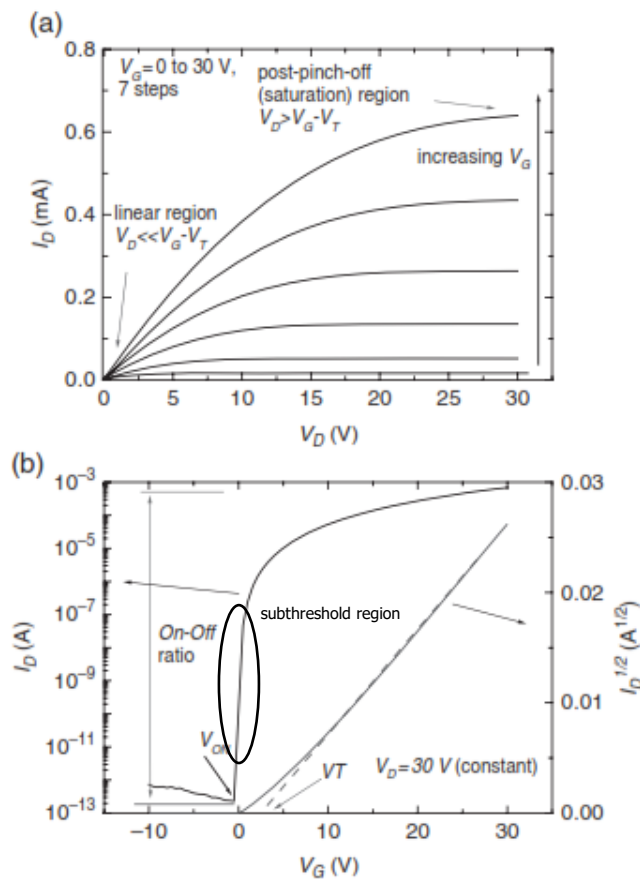 (a)
0.8
V_G=0 to 30 V,
7 steps
post-pinch-off
(saturation) region
V_D>V_G-V_T
0.6
increasing V_G
I_D (mA)
0.4
linear region
V_D<<V_G-V_T
0.2
0.0
0 5 10 15 20 25 30
V_D (V)
(b)
10^-3 0.03
10^-5
0.02
10^-7
subthreshold region
On-Off
ratio
I_D (A) I_D^1/2 (A^1/2)
10^-9
0.01
10^-11
V_Off
VT V_D=30 V (constant)
10^-13 0.00
-10 0 10 20 30
V_G (V)